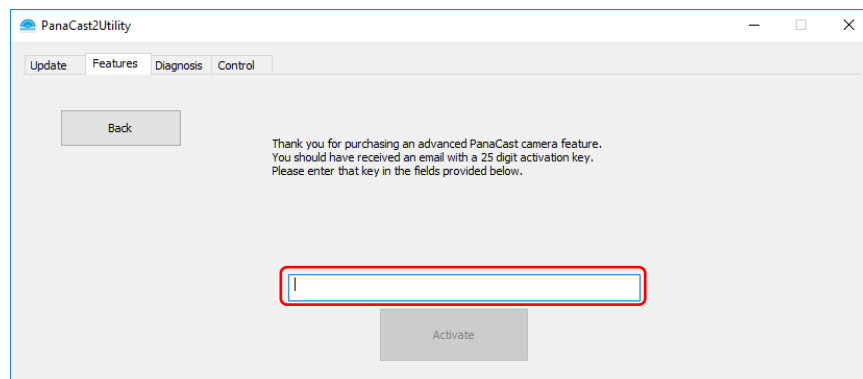 PanaCast2Utility
Update Features Diagnosis Control
Back
Thank you for purchasing an advanced PanaCast camera feature.
You should have received an email with a 25 digit activation key.
Please enter that key in the fields provided below.
Activate